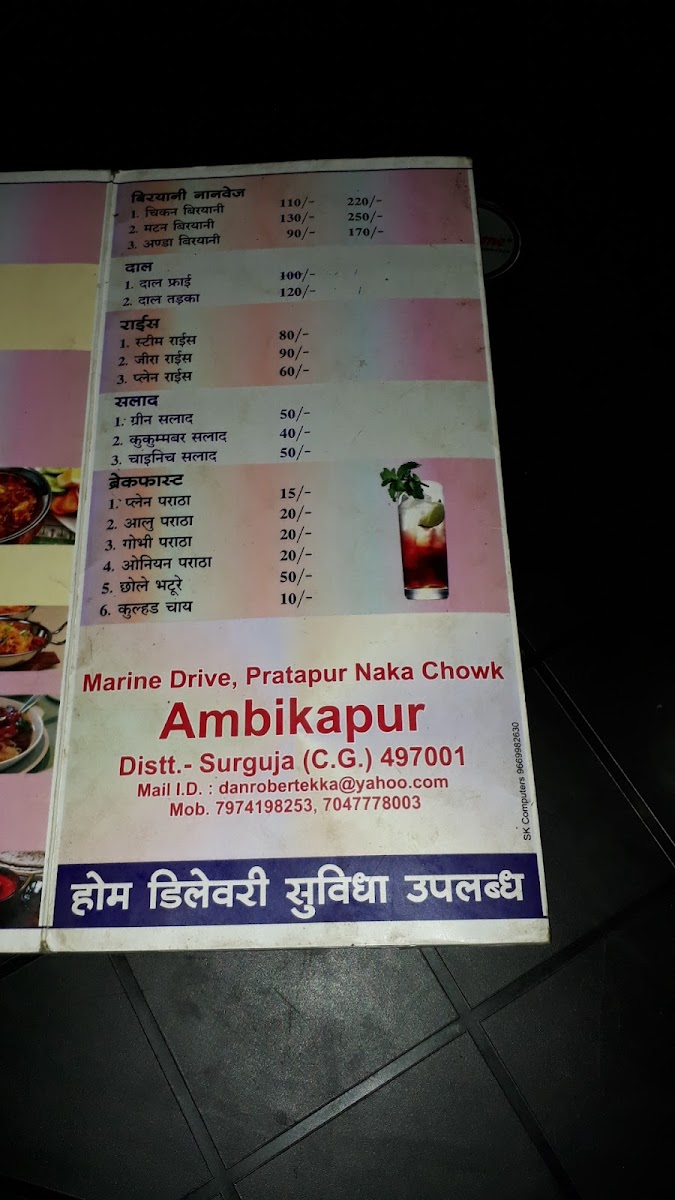 बिरयानी नानवेज
1. चिकन बिरयानी 110/- 220/-
2. मटन बिरयानी 130/- 250/-
3. अण्डा बिरयानी 90/- 170/-
दाल
1. दाल फ्राई 100/-
2. दाल तड़का 120/-
राईस
1. स्टीम राईस 80/-
2. जीरा राईस 90/-
3. प्लेन राईस 60/-
सलाद
1. ग्रीन सलाद 50/-
2. कुकुम्मबर सलाद 40/-
3. चाइनिच सलाद 50/-
ब्रेकफास्ट
1. प्लेन पराठा 15/-
2. आलु पराठा 20/-
3. गोभी पराठा 20/-
4. ओनियन पराठा 20/-
5. छोले भटूरे 50/-
6. कुल्हड चाय 10/-
Marine Drive, Pratapur Naka Chowk
Ambikapur
Distt.- Surguja (C.G.) 497001
Mail I.D. : danrobertekka@yahoo.com
Mob. 7974198253, 7047778003
SK Computers 9669982630
होम डिलेवरी सुविधा उपलब्ध